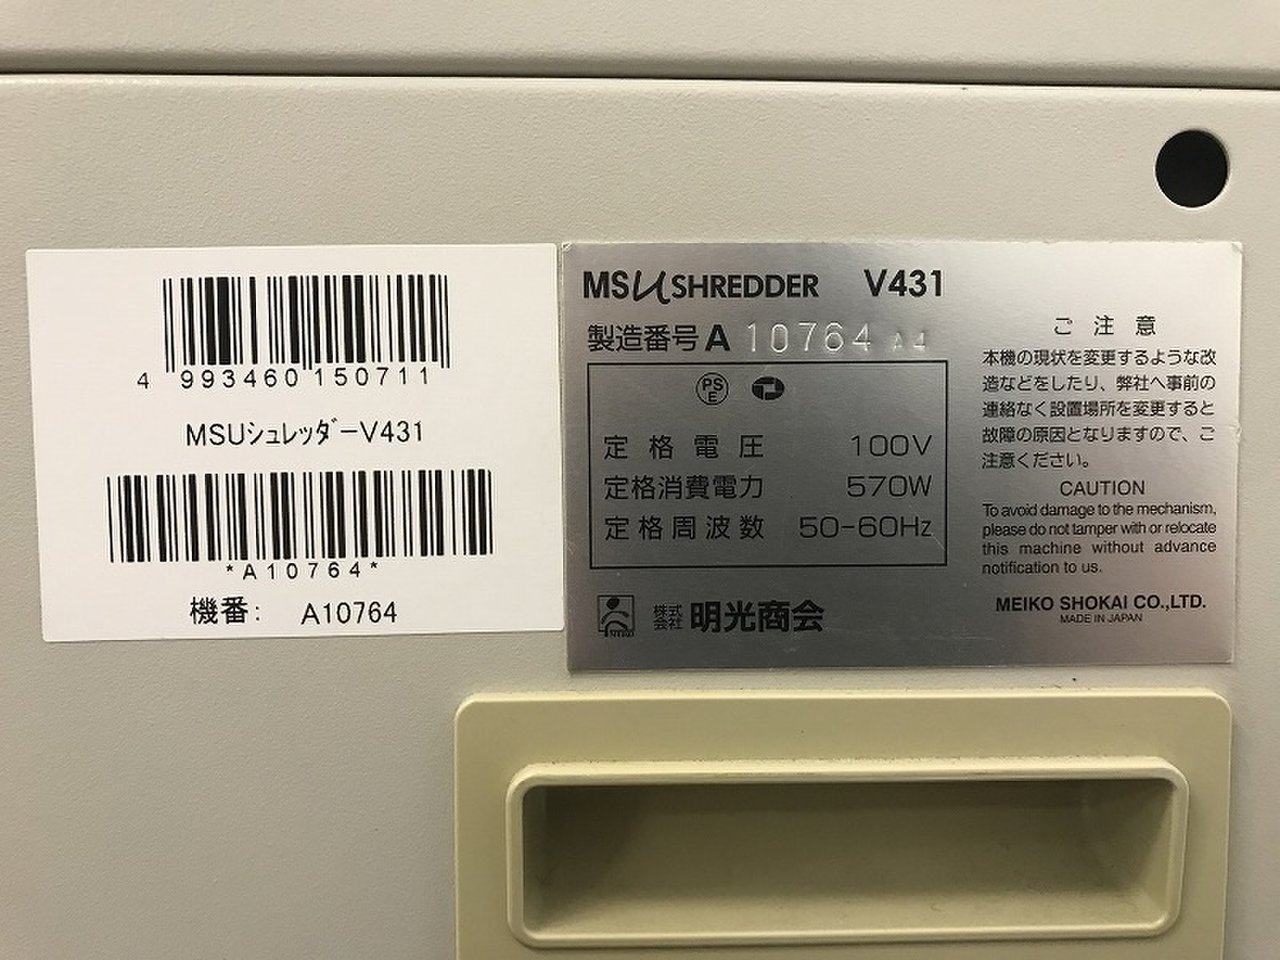 4 993460 150711
MSUシュレッダーV431
*A10764*
機番: A10764
MSU SHREDDER V431
製造番号 A 10764 A4
PS E
定格電圧 100V
定格消費電力 570W
定格周波数 50-60Hz
MEIKO
株式会社 明光商会
ご注意
本機の現状を変更するような改
造などをしたり、弊社へ事前の
連絡なく設置場所を変更すると
故障の原因となりますので、ご
注意ください。
CAUTION
To avoid damage to the mechanism,
please do not tamper with or relocate
this machine without advance
notification to us.
MEIKO SHOKAI CO.,LTD.
MADE IN JAPAN